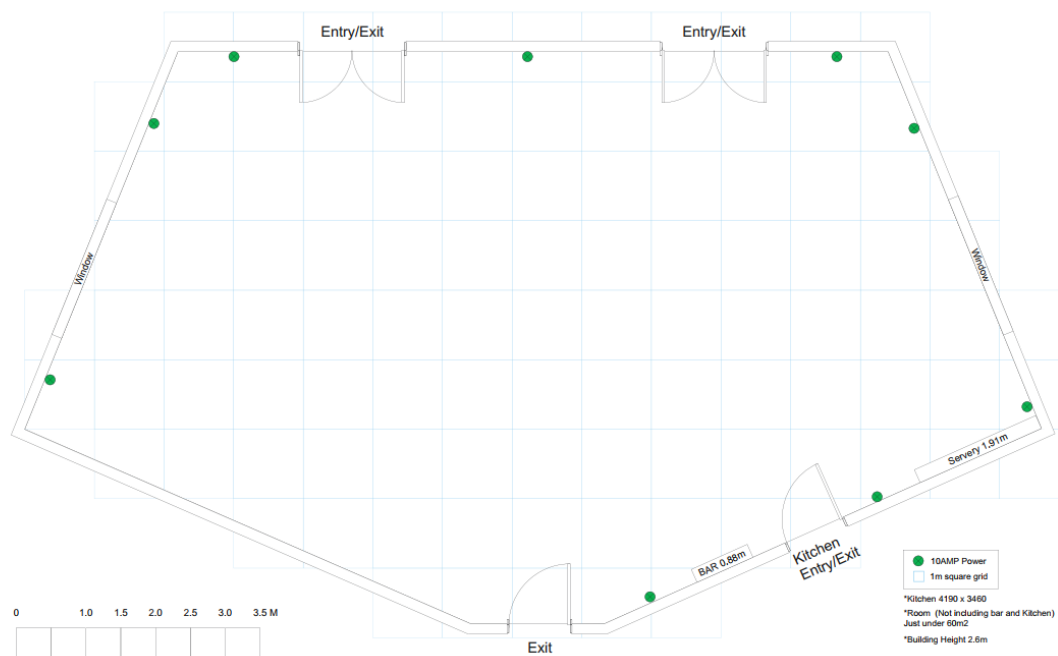 Entry/Exit
Entry/Exit
Window
Window
Servery 1,91m
BAR 0,88m
Kitchen
Entry/Exit
Exit
10AMP Power
1m square grid
*Kitchen 4190 x 3460
*Room (Not including bar and Kitchen)
Just under 60m2
*Building Height 2.6m
0 1.0 1.5 2.0 2.5 3.0 3.5 M